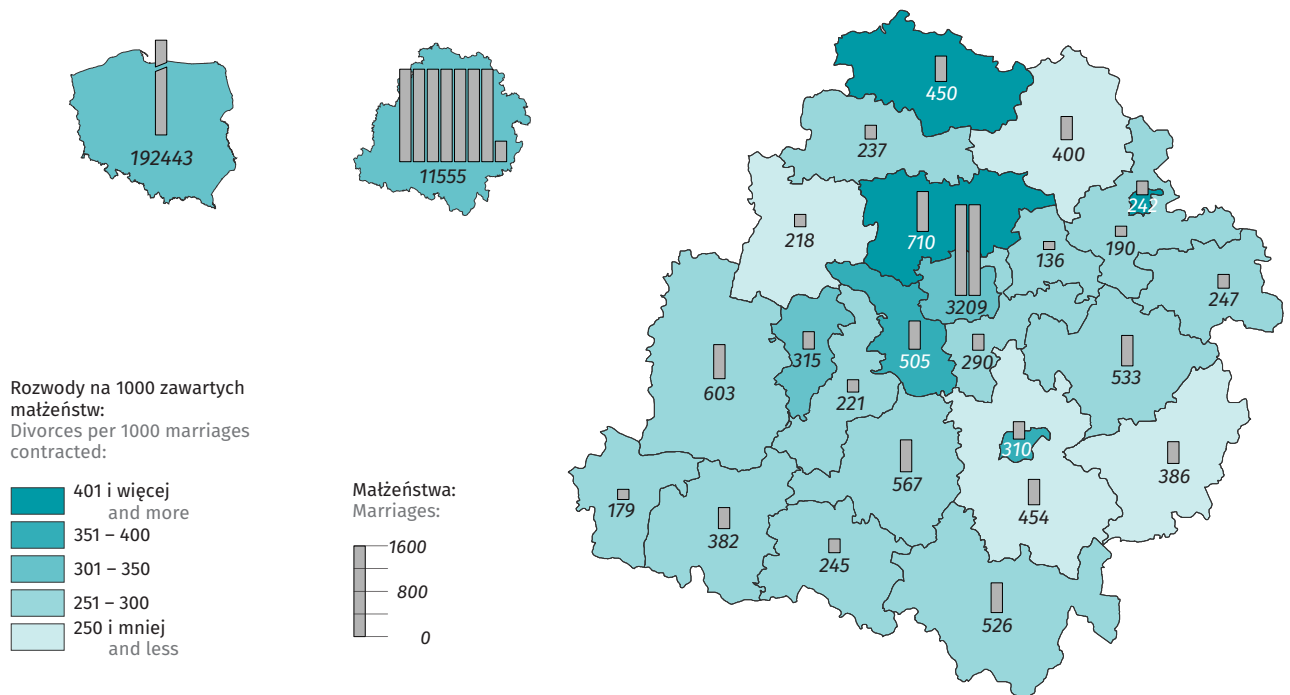 192443
11555
450
237
400
242
218
710
190
136
247
3209
315
505
290
533
603
221
310
386
567
179
454
382
245
526
Rozwody na 1000 zawartych
małżeństw:
Divorces per 1000 marriages
contracted:
401 i więcej
and more
351 – 400
301 – 350
251 – 300
250 i mniej
and less
Małżeństwa:
Marriages:
1600
800
0